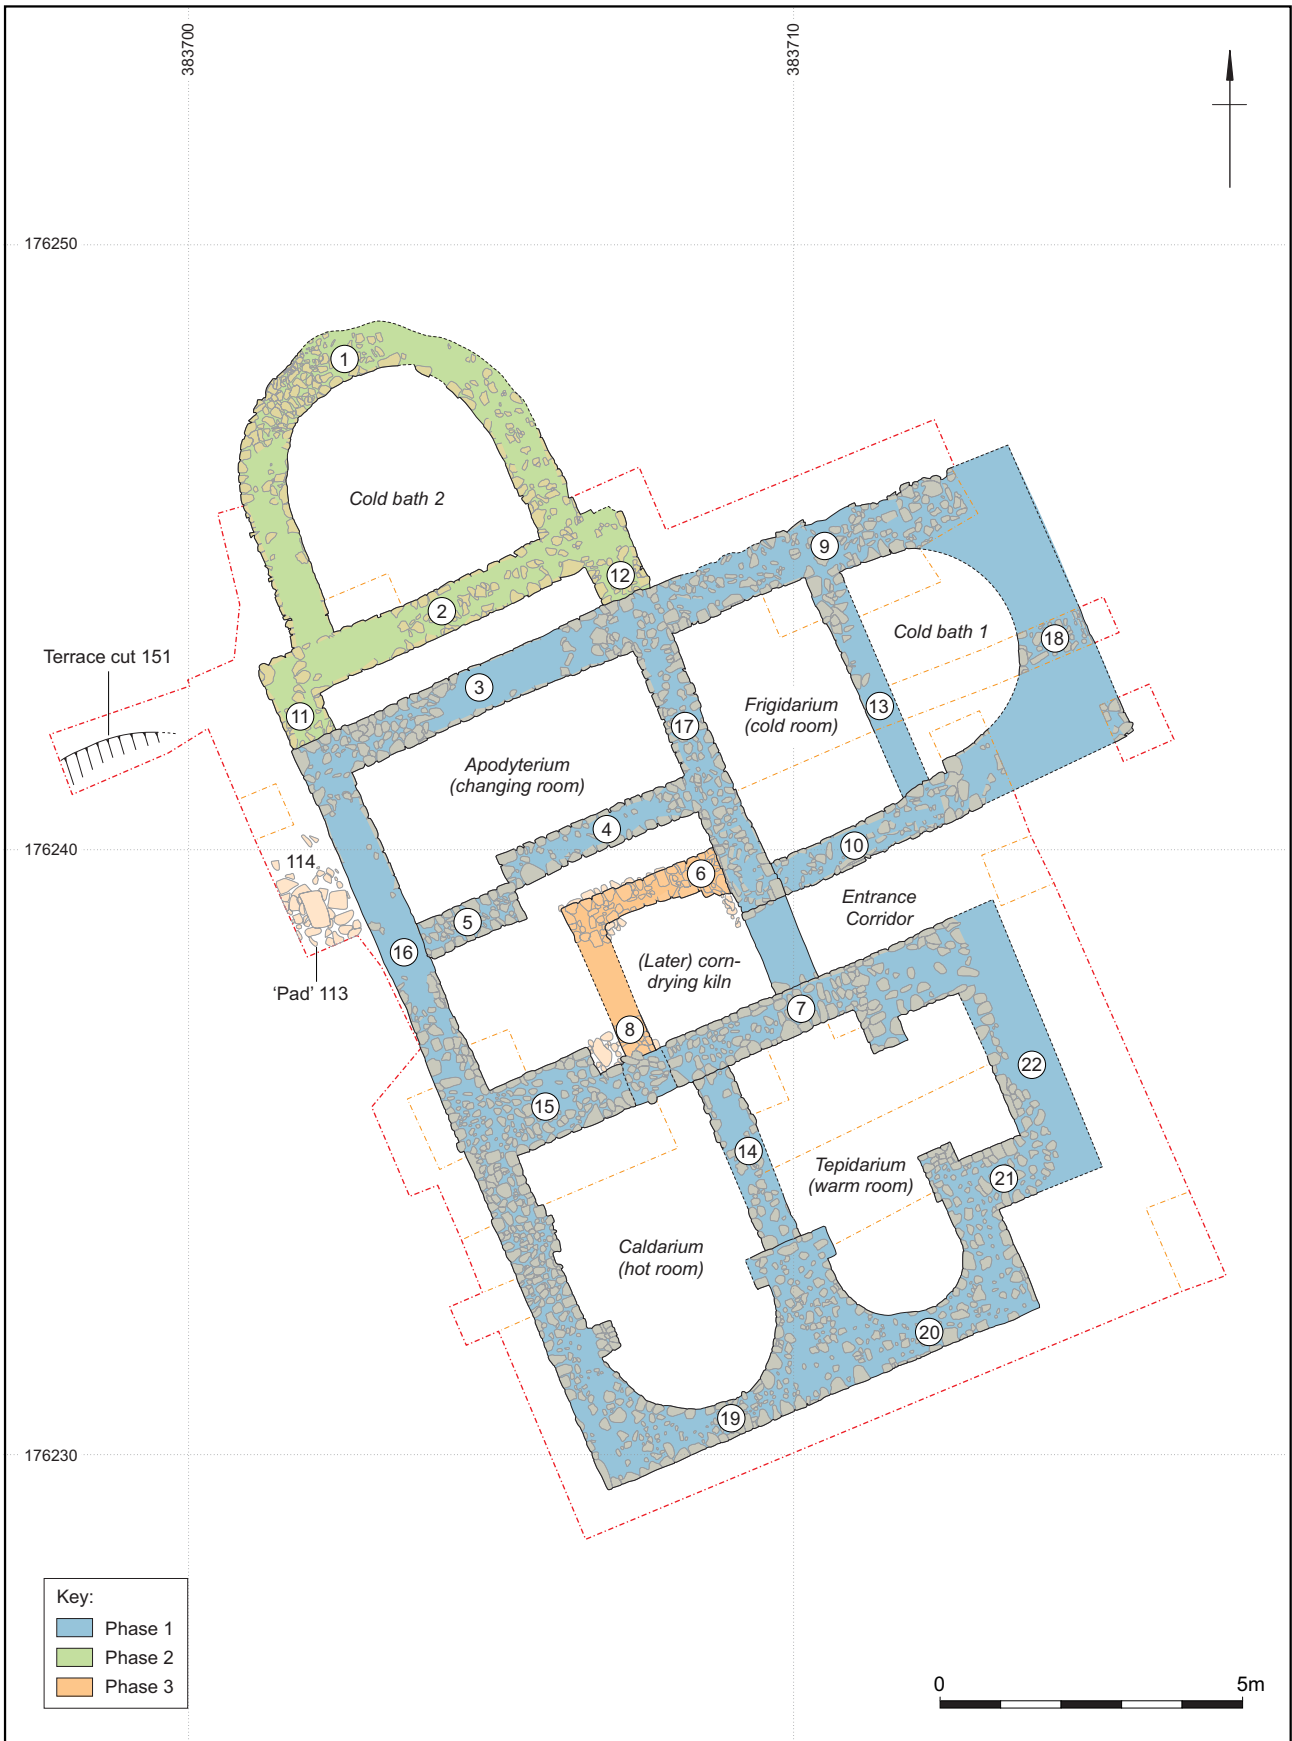 383700
383710
176250
1
Cold bath 2
9
12
2
Cold bath 1
18
Terrace cut 151
3
13
11
17
Frigidarium
(cold room)
Apodyterium
(changing room)
4
176240
10
114
6
Entrance
Corridor
5
16
(Later) corn-
drying kiln
'Pad' 113
7
8
22
15
14
Tepidarium
(warm room)
21
Caldarium
(hot room)
20
19
176230
Key:
Phase 1
Phase 2
Phase 3
0
5m